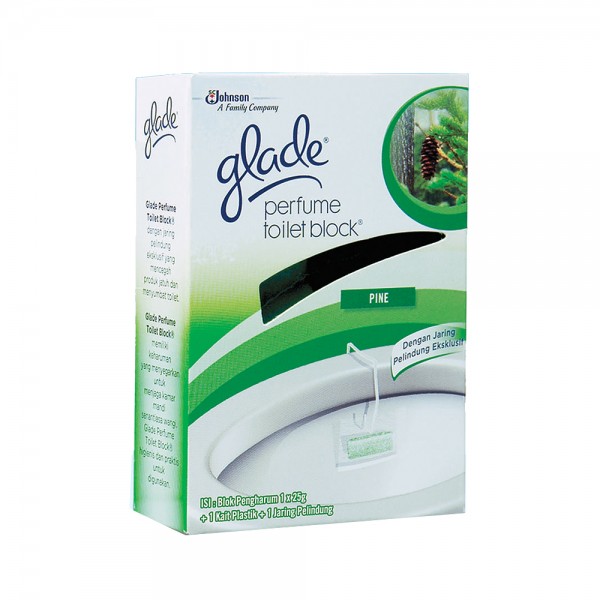 SC Johnson
A Family Company
glade®
perfume
toilet block®
PINE
Dengan Jaring
Pelindung Eksklusif
ISI : Blok Pengharum 1 x 25g
+ 1 Kait Plastik + 1 Jaring Pelindung
glade®
Glade Perfume
Toilet Block®
dengan jaring
pelindung
eksklusif yang
mencegah
produk jatuh dan
menyumbat toilet.
Glade Perfume
Toilet Block®
memiliki
keharuman
yang menyegarkan
untuk
menjaga kamar
mandi
senantiasa wangi.
Glade Perfume
Toilet Block®
higienis dan praktis
untuk
digunakan.